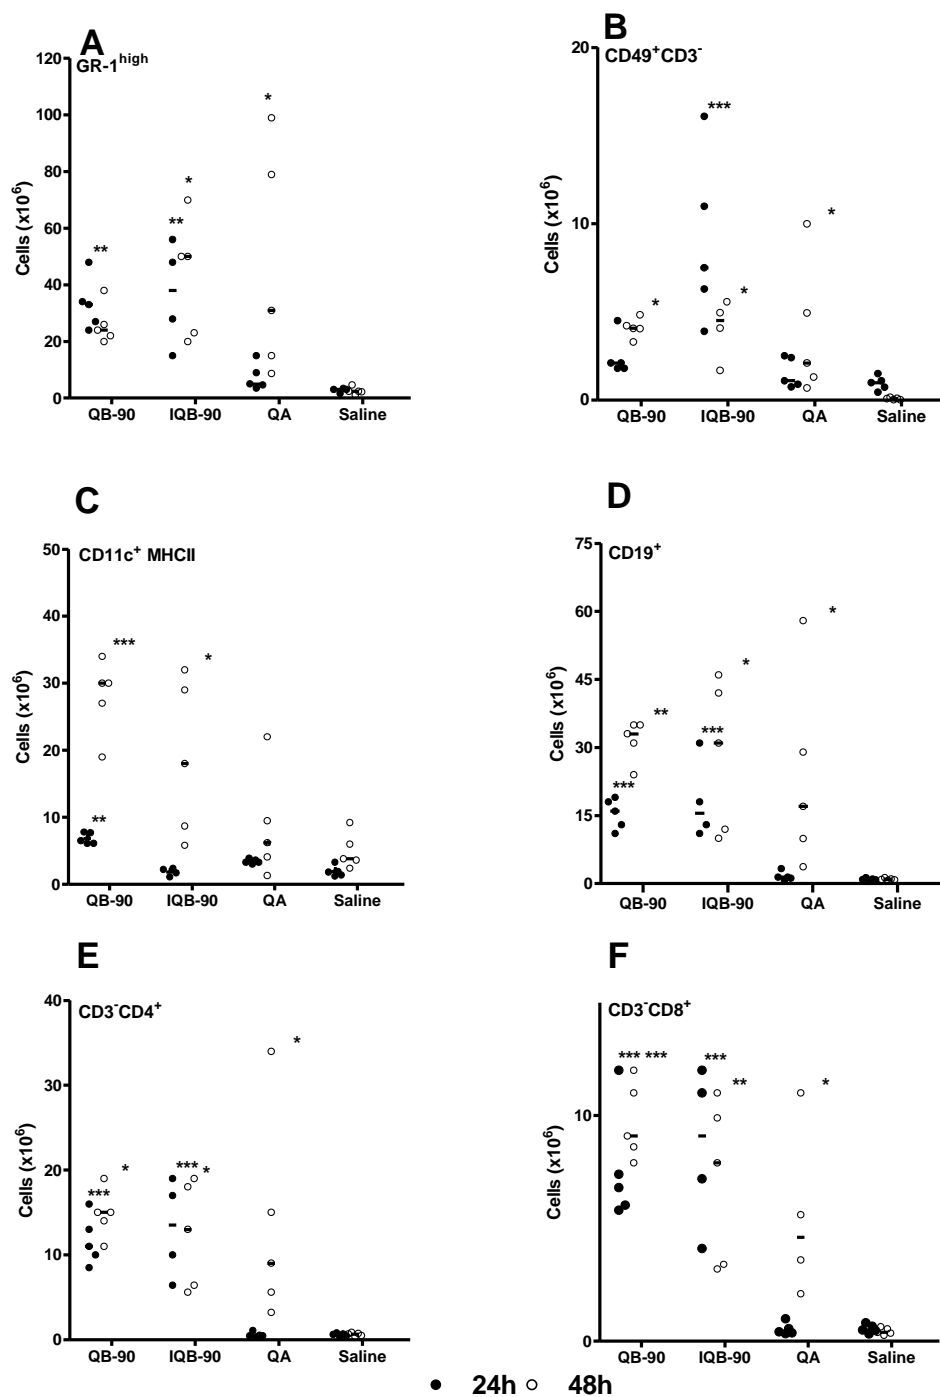 A
GR-1high
Cells (x106)
120
100
80
60
40
20
0
**
**
*
*
QB-90 IQB-90 QA Saline
B
CD49+CD3-
Cells (x106)
20
10
0
*
***
*
*
QB-90 IQB-90 QA Saline
C
CD11c+ MHCII
Cells (x106)
50
40
30
20
10
0
**
***
*
QB-90 IQB-90 QA Saline
D
CD19+
Cells (x106)
75
60
45
30
15
0
***
**
***
*
*
QB-90 IQB-90 QA Saline
E
CD3-CD4+
Cells (x106)
40
30
20
10
0
***
*
***
*
*
QB-90 IQB-90 QA Saline
F
CD3-CD8+
Cells (x106)
10
0
*** ***
***
**
*
QB-90 IQB-90 QA Saline
24h 48h